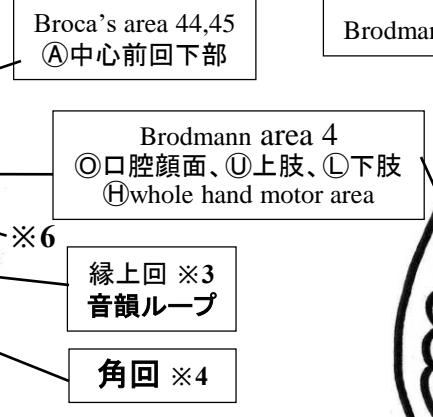 Broca's area 44,45
Ⓐ中心前回下部
Brodman
Brodmann area 4
Ⓞ口腔顔面、Ⓤ上肢、Ⓛ下肢
Ⓗwhole hand motor area
※6
縁上回 ※3
音韻ループ
角回 ※4